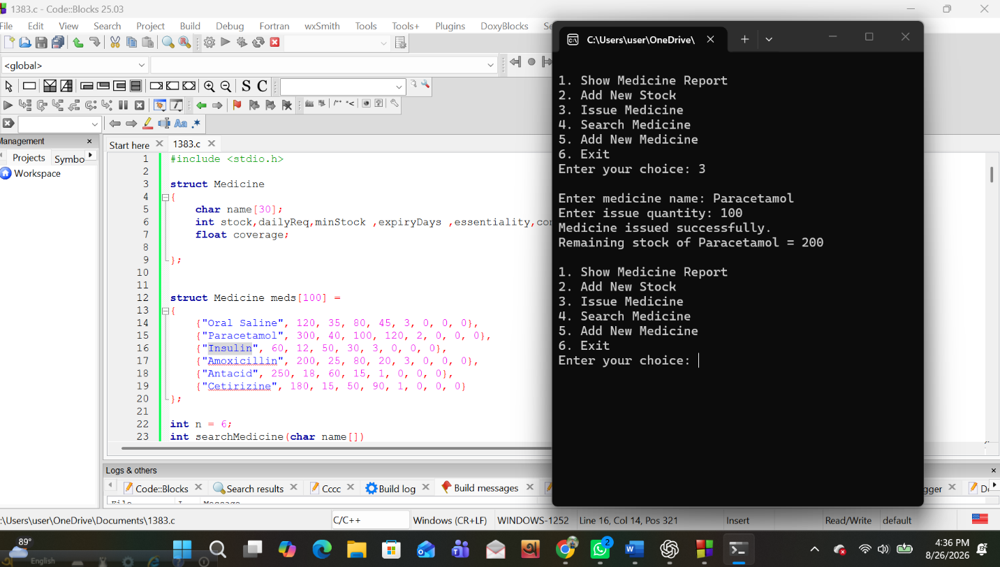 1383.c - Code::Blocks 25.03
File Edit View Search Project Build Debug Fortran wxSmith Tools Tools+ Plugins DoxyBlocks Se
<global>
S C
Aa .*
Management
Projects Symbo
Workspace
Start here 1383.c
1 #include <stdio.h>
2
3 struct Medicine
4 {
5 char name[30];
6 int stock,dailyReq,minStock ,expiryDays ,essentiality,con
7 float coverage;
8
9 };
10
11
12 struct Medicine meds[100] =
13 {
14 {"Oral Saline", 120, 35, 80, 45, 3, 0, 0, 0},
15 {"Paracetamol", 300, 40, 100, 120, 2, 0, 0, 0},
16 {"Insulin", 60, 12, 50, 30, 3, 0, 0, 0},
17 {"Amoxicillin", 200, 25, 80, 20, 3, 0, 0, 0},
18 {"Antacid", 250, 18, 60, 15, 1, 0, 0, 0},
19 {"Cetirizine", 180, 15, 50, 90, 1, 0, 0, 0}
20 };
21
22 int n = 6;
23 int searchMedicine(char name[])
C:\Users\user\OneDrive\
1. Show Medicine Report
2. Add New Stock
3. Issue Medicine
4. Search Medicine
5. Add New Medicine
6. Exit
Enter your choice: 3
Enter medicine name: Paracetamol
Enter issue quantity: 100
Medicine issued successfully.
Remaining stock of Paracetamol = 200
1. Show Medicine Report
2. Add New Stock
3. Issue Medicine
4. Search Medicine
5. Add New Medicine
6. Exit
Enter your choice:
Logs & others
Code::Blocks Search results Cccc Build log Build messages gger
File Message
:\Users\user\OneDrive\Documents\1383.c C/C++ Windows (CR+LF) WINDOWS-1252 Line 16, Col 14, Pos 321 Insert Read/Write default
89°
English
2
4:36 PM
8/26/2026